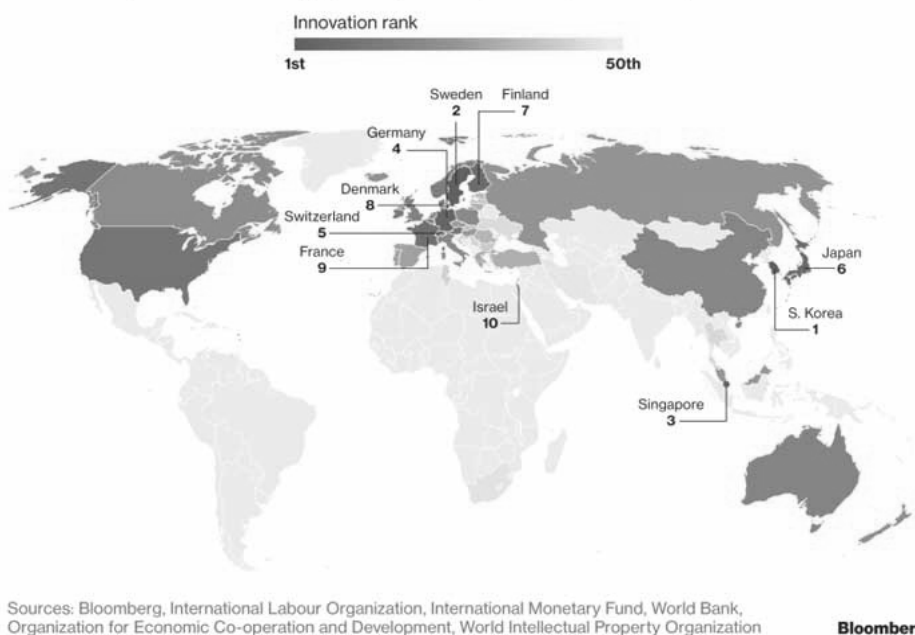 Innovation rank
1st 50th
Sweden Finland
2 7
Germany
4
Denmark
8
Switzerland
5
France
9
Japan
6
Israel
10
S. Korea
1
Singapore
3
Sources: Bloomberg, International Labour Organization, International Monetary Fund, World Bank,
Organization for Economic Co-operation and Development, World Intellectual Property Organization
Bloomber